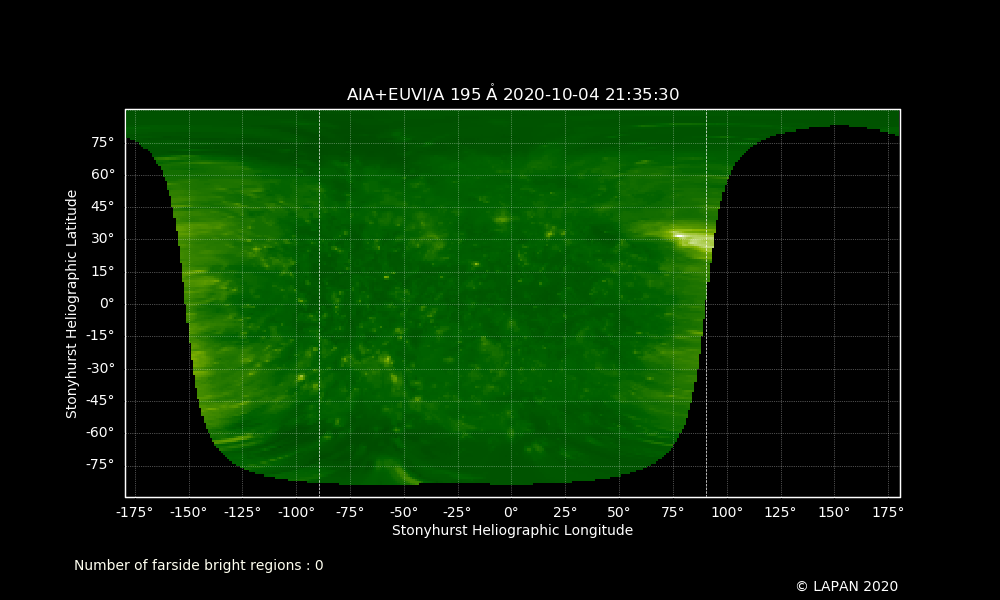 AIA+EUVI/A 195 Å 2020-10-04 21:35:30
75°
60°
45°
30°
15°
0°
-15°
-30°
-45°
-60°
-75°
Stonyhurst Heliographic Latitude
-175° -150° -125° -100° -75° -50° -25° 0° 25° 50° 75° 100° 125° 150° 175°
Stonyhurst Heliographic Longitude
Number of farside bright regions : 0
© LAPAN 2020